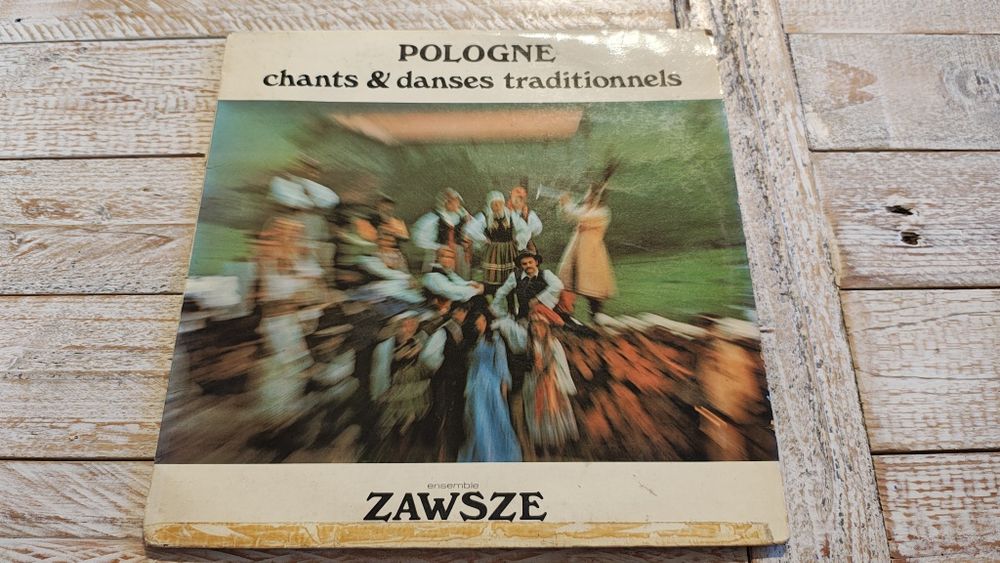 POLOGNE
chants & danses traditionnels
ensemble
ZAWSZE